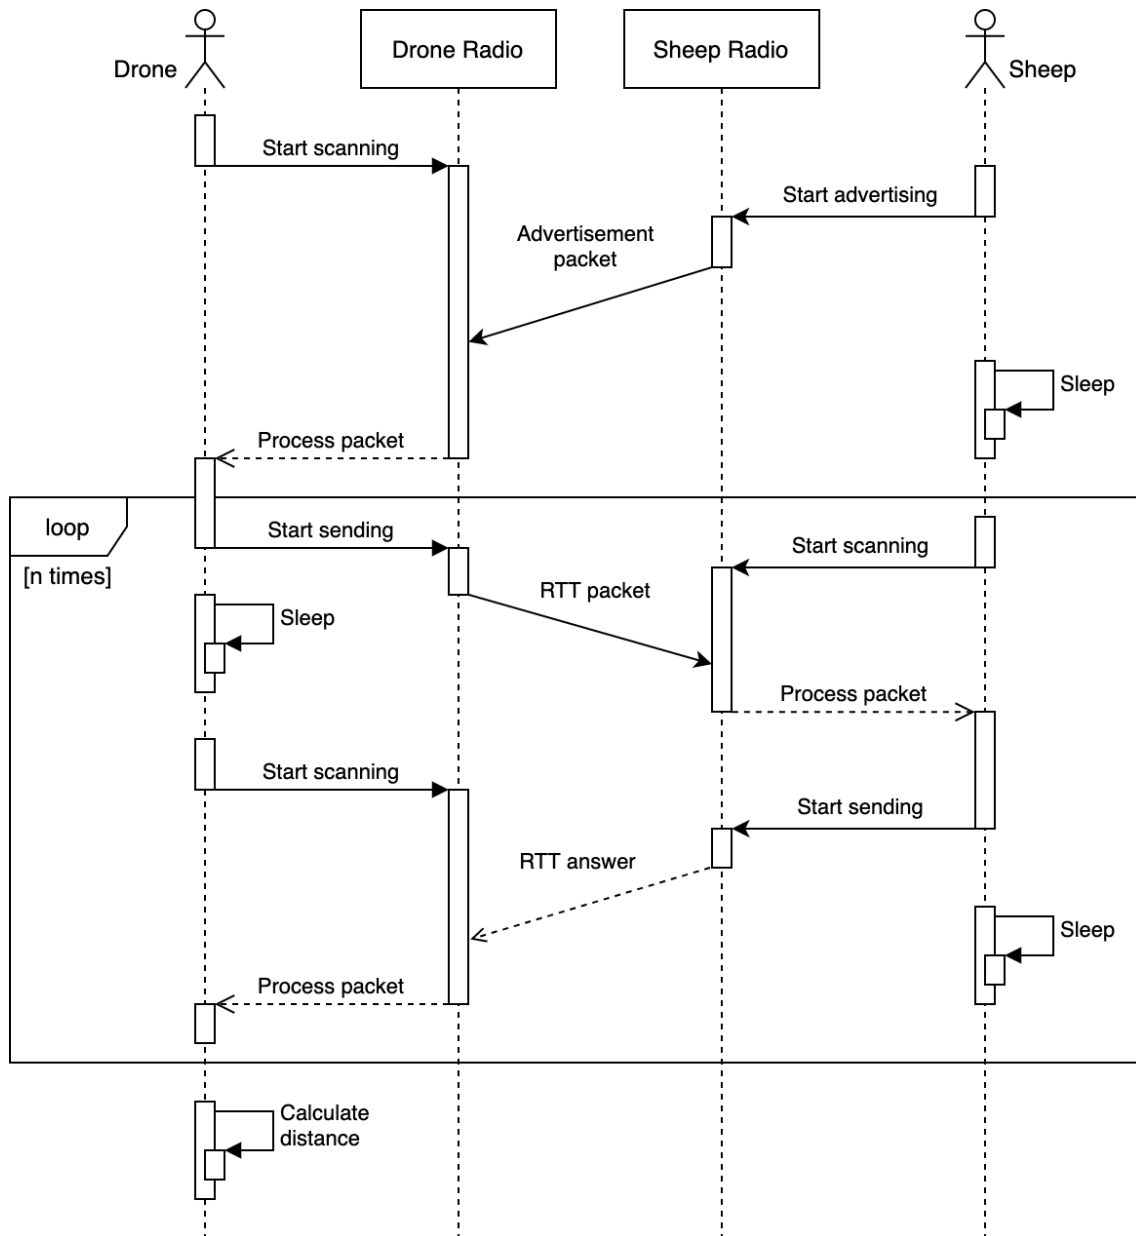 Drone
Drone Radio
Sheep Radio
Sheep
Start scanning
Start advertising
Advertisement
packet
Sleep
Process packet
loop
[n times]
Start sending
Start scanning
RTT packet
Sleep
Process packet
Start scanning
Start sending
RTT answer
Sleep
Process packet
Calculate
distance